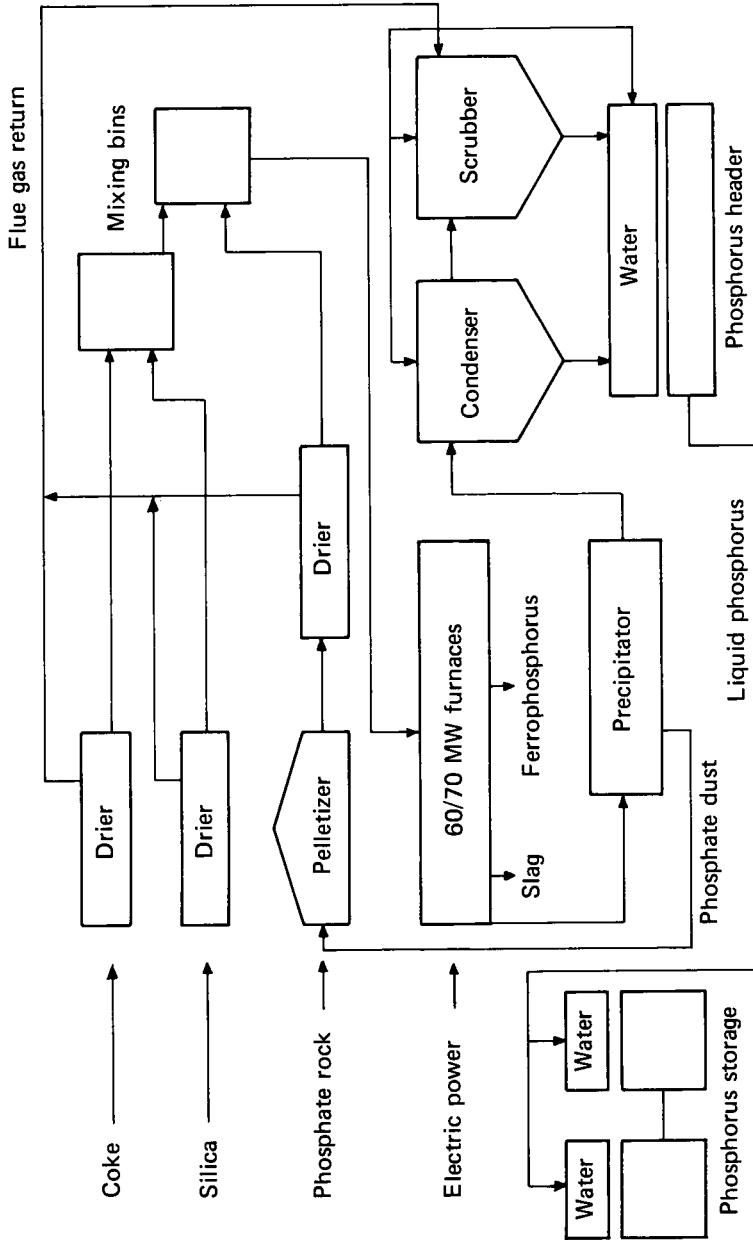 Coke
Silica
Phosphate rock
Electric power
Drier
Drier
Pelletizer
Drier
Flue gas return
Mixing bins
60/70 MW furnaces
Slag
Ferrophosphorus
Precipitator
Phosphate dust
Condenser
Scrubber
Water
Phosphorus header
Liquid phosphorus
Water
Water
Phosphorus storage